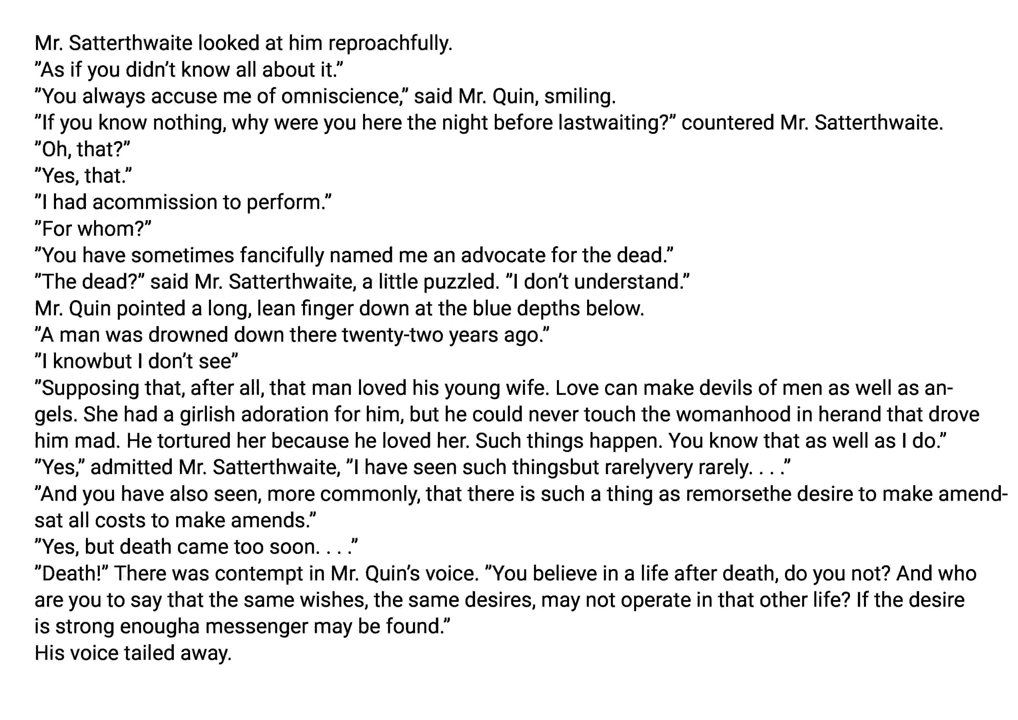 Mr. Satterthwaite looked at him reproachfully.
”As if you didn’t know all about it.”
”You always accuse me of omniscience,” said Mr. Quin, smiling.
”If you know nothing, why were you here the night before lastwaiting?” countered Mr. Satterthwaite.
”Oh, that?”
”Yes, that.”
”I had acommission to perform.”
”For whom?”
”You have sometimes fancifully named me an advocate for the dead.”
”The dead?” said Mr. Satterthwaite, a little puzzled. ”I don’t understand.”
Mr. Quin pointed a long, lean finger down at the blue depths below.
”A man was drowned down there twenty-two years ago.”
”I knowbut I don’t see”
”Supposing that, after all, that man loved his young wife. Love can make devils of men as well as an-
gels. She had a girlish adoration for him, but he could never touch the womanhood in herand that drove
him mad. He tortured her because he loved her. Such things happen. You know that as well as I do.”
”Yes,” admitted Mr. Satterthwaite, ”I have seen such thingsbut rarelyvery rarely. . . .”
”And you have also seen, more commonly, that there is such a thing as remorsethe desire to make amend-
sat all costs to make amends.”
”Yes, but death came too soon. . . .”
”Death!” There was contempt in Mr. Quin’s voice. ”You believe in a life after death, do you not? And who
are you to say that the same wishes, the same desires, may not operate in that other life? If the desire
is strong enougha messenger may be found.”
His voice tailed away.